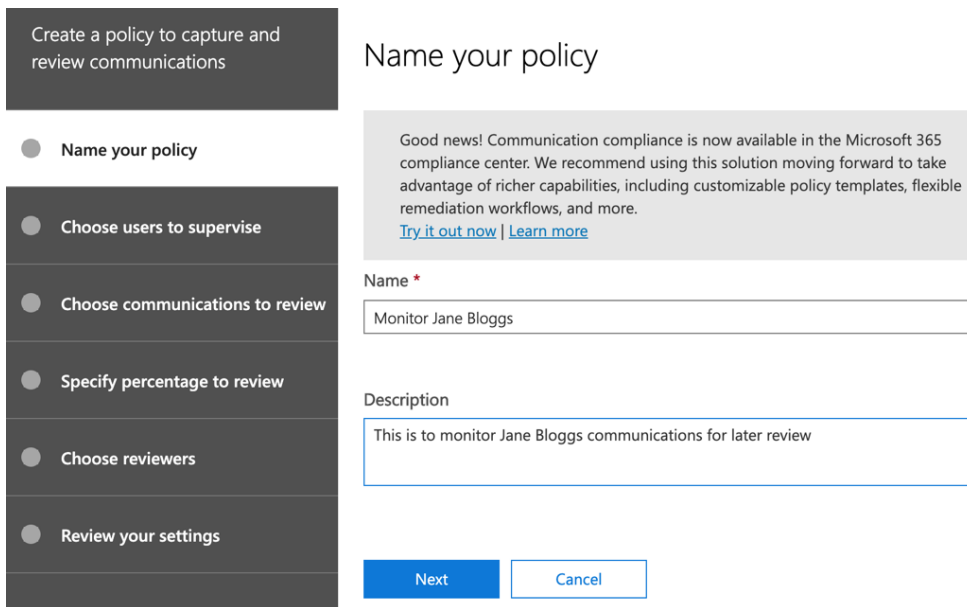 Create a policy to capture and
review communications
Name your policy
Choose users to supervise
Choose communications to review
Specify percentage to review
Choose reviewers
Review your settings
Name your policy
Good news! Communication compliance is now available in the Microsoft 365
compliance center. We recommend using this solution moving forward to take
advantage of richer capabilities, including customizable policy templates, flexible
remediation workflows, and more.
Try it out now | Learn more
Name *
Monitor Jane Bloggs
Description
This is to monitor Jane Bloggs communications for later review
Next
Cancel